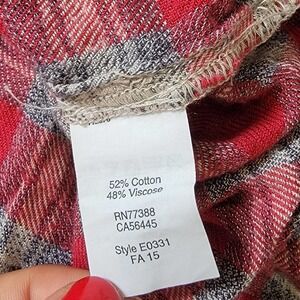 52% Cotton
48% Viscose
RN77388
CA56445
Style E0331
FA 15